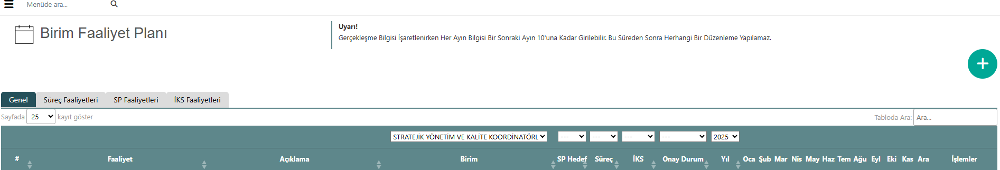 Menüde ara...
Birim Faaliyet Planı
Uyarı!
Gerçekleşme Bilgisi İşaretlenirken Her Ayın Bilgisi Bir Sonraki Ayın 10'una Kadar Girilebilir. Bu Süreden Sonra Herhangi Bir Düzenleme Yapılamaz.
Genel Süreç Faaliyetleri SP Faaliyetleri İKS Faaliyetleri
Sayfada 25 kayıt göster Tabloda Ara: Ara...
STRATEJİK YÖNETİM VE KALİTE KOORDİNATÖRL --- --- --- --- 2025
# Faaliyet Açıklama Birim SP Hedef Süreç İKS Onay Durum Yıl Oca Şub Mar Nis May Haz Tem Ağu Eyl Eki Kas Ara İşlemler